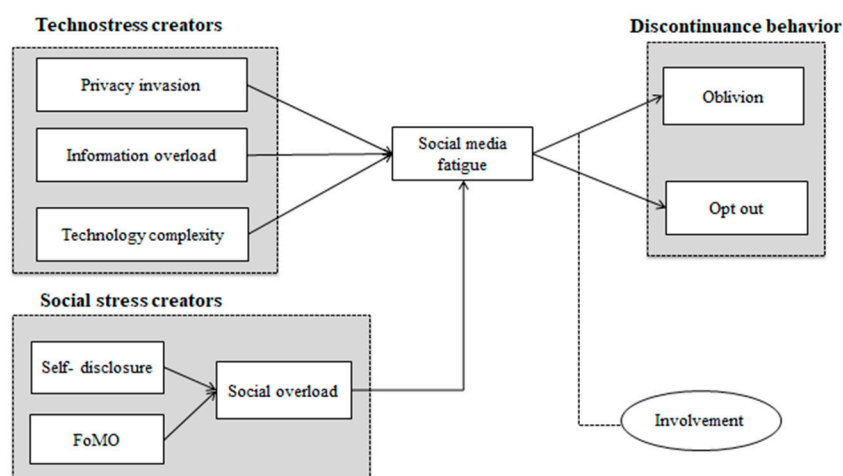 Technostress creators
Privacy invasion
Information overload
Technology complexity
Social stress creators
Self- disclosure
FoMO
Social overload
Social media
fatigue
Discontinuance behavior
Oblivion
Opt out
Involvement